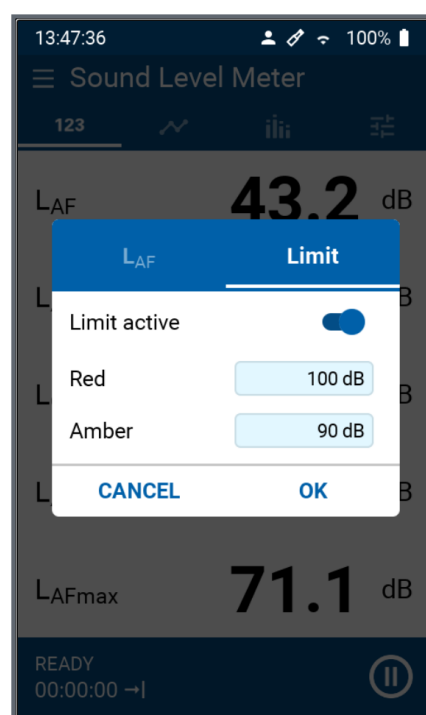 13:47:36 100%
Sound Level Meter
123
LAF 43.2 dB
LAF Limit
L B
Limit active
Red 100 dB
L B
Amber 90 dB
L CANCEL OK B
LAFmax 71.1 dB
READY
00:00:00